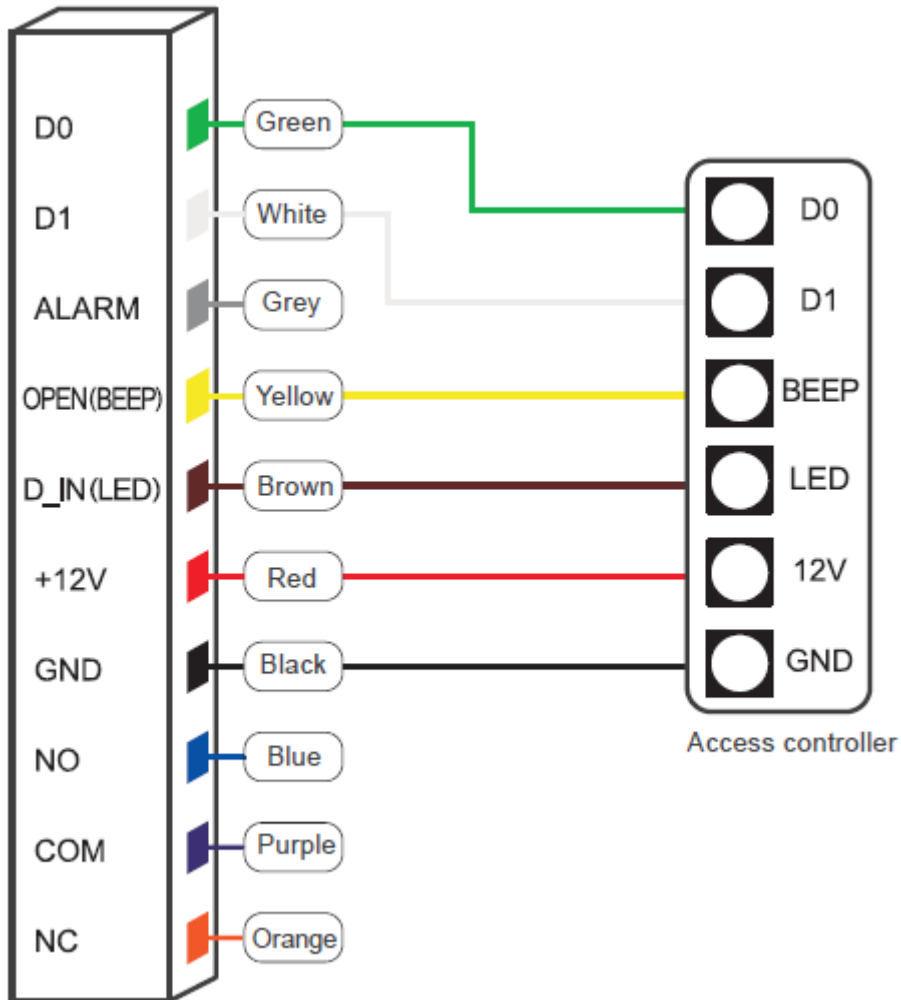 D0
Green
D1
White
ALARM
Grey
OPEN(BEEP)
Yellow
D_IN(LED)
Brown
+12V
Red
GND
Black
NO
Blue
COM
Purple
NC
Orange
D0
D1
BEEP
LED
12V
GND
Access controller